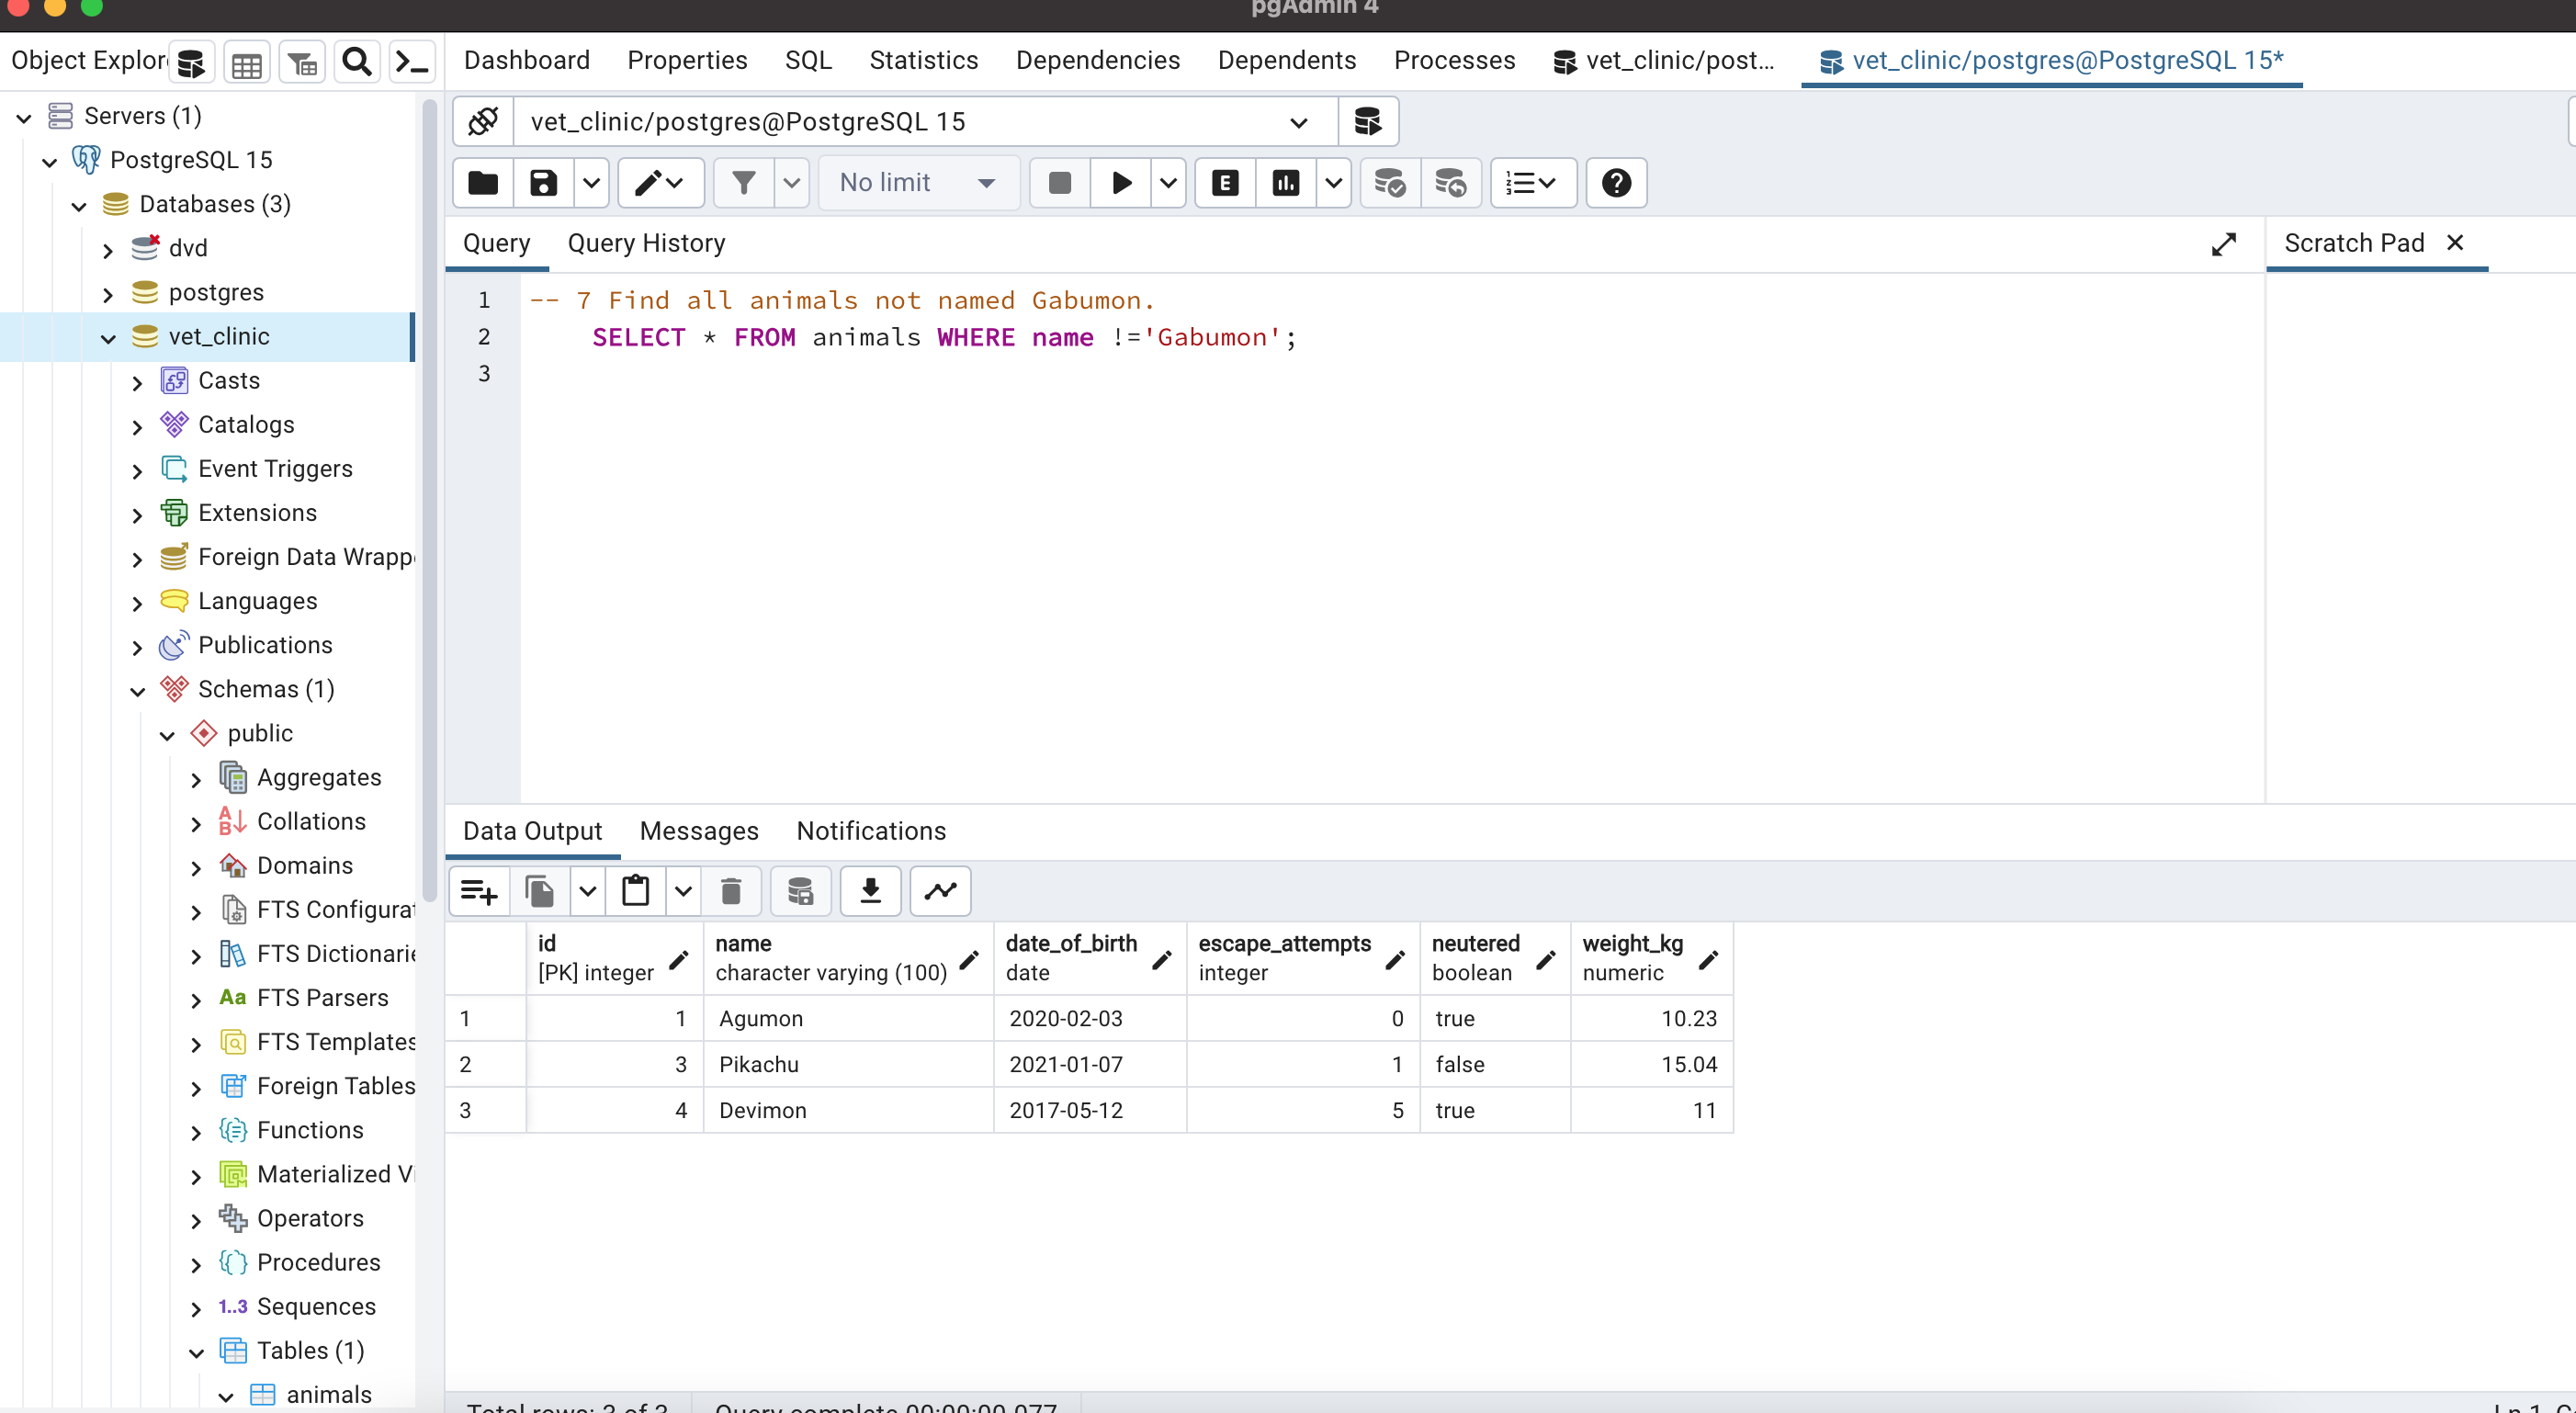 pgAdmin 4
Object Explor
Dashboard Properties SQL Statistics Dependencies Dependents Processes vet_clinic/post... vet_clinic/postgres@PostgreSQL 15*
Servers (1)
PostgreSQL 15
Databases (3)
dvd
postgres
vet_clinic
Casts
Catalogs
Event Triggers
Extensions
Foreign Data Wrapp
Languages
Publications
Schemas (1)
public
Aggregates
Collations
Domains
FTS Configurat
FTS Dictionarie
Aa FTS Parsers
FTS Templates
Foreign Tables
Functions
Materialized Vi
Operators
Procedures
1..3 Sequences
Tables (1)
animals
vet_clinic/postgres@PostgreSQL 15
No limit
E
Query Query History
Scratch Pad
1 -- 7 Find all animals not named Gabumon.
2 SELECT * FROM animals WHERE name !='Gabumon';
3
Data Output Messages Notifications
id name date_of_birth escape_attempts neutered weight_kg
[PK] integer character varying (100) date integer boolean numeric
1 1 Agumon 2020-02-03 0 true 10.23
2 3 Pikachu 2021-01-07 1 false 15.04
3 4 Devimon 2017-05-12 5 true 11
Total rows: 3 of 3 Query complete 00:00:00.077